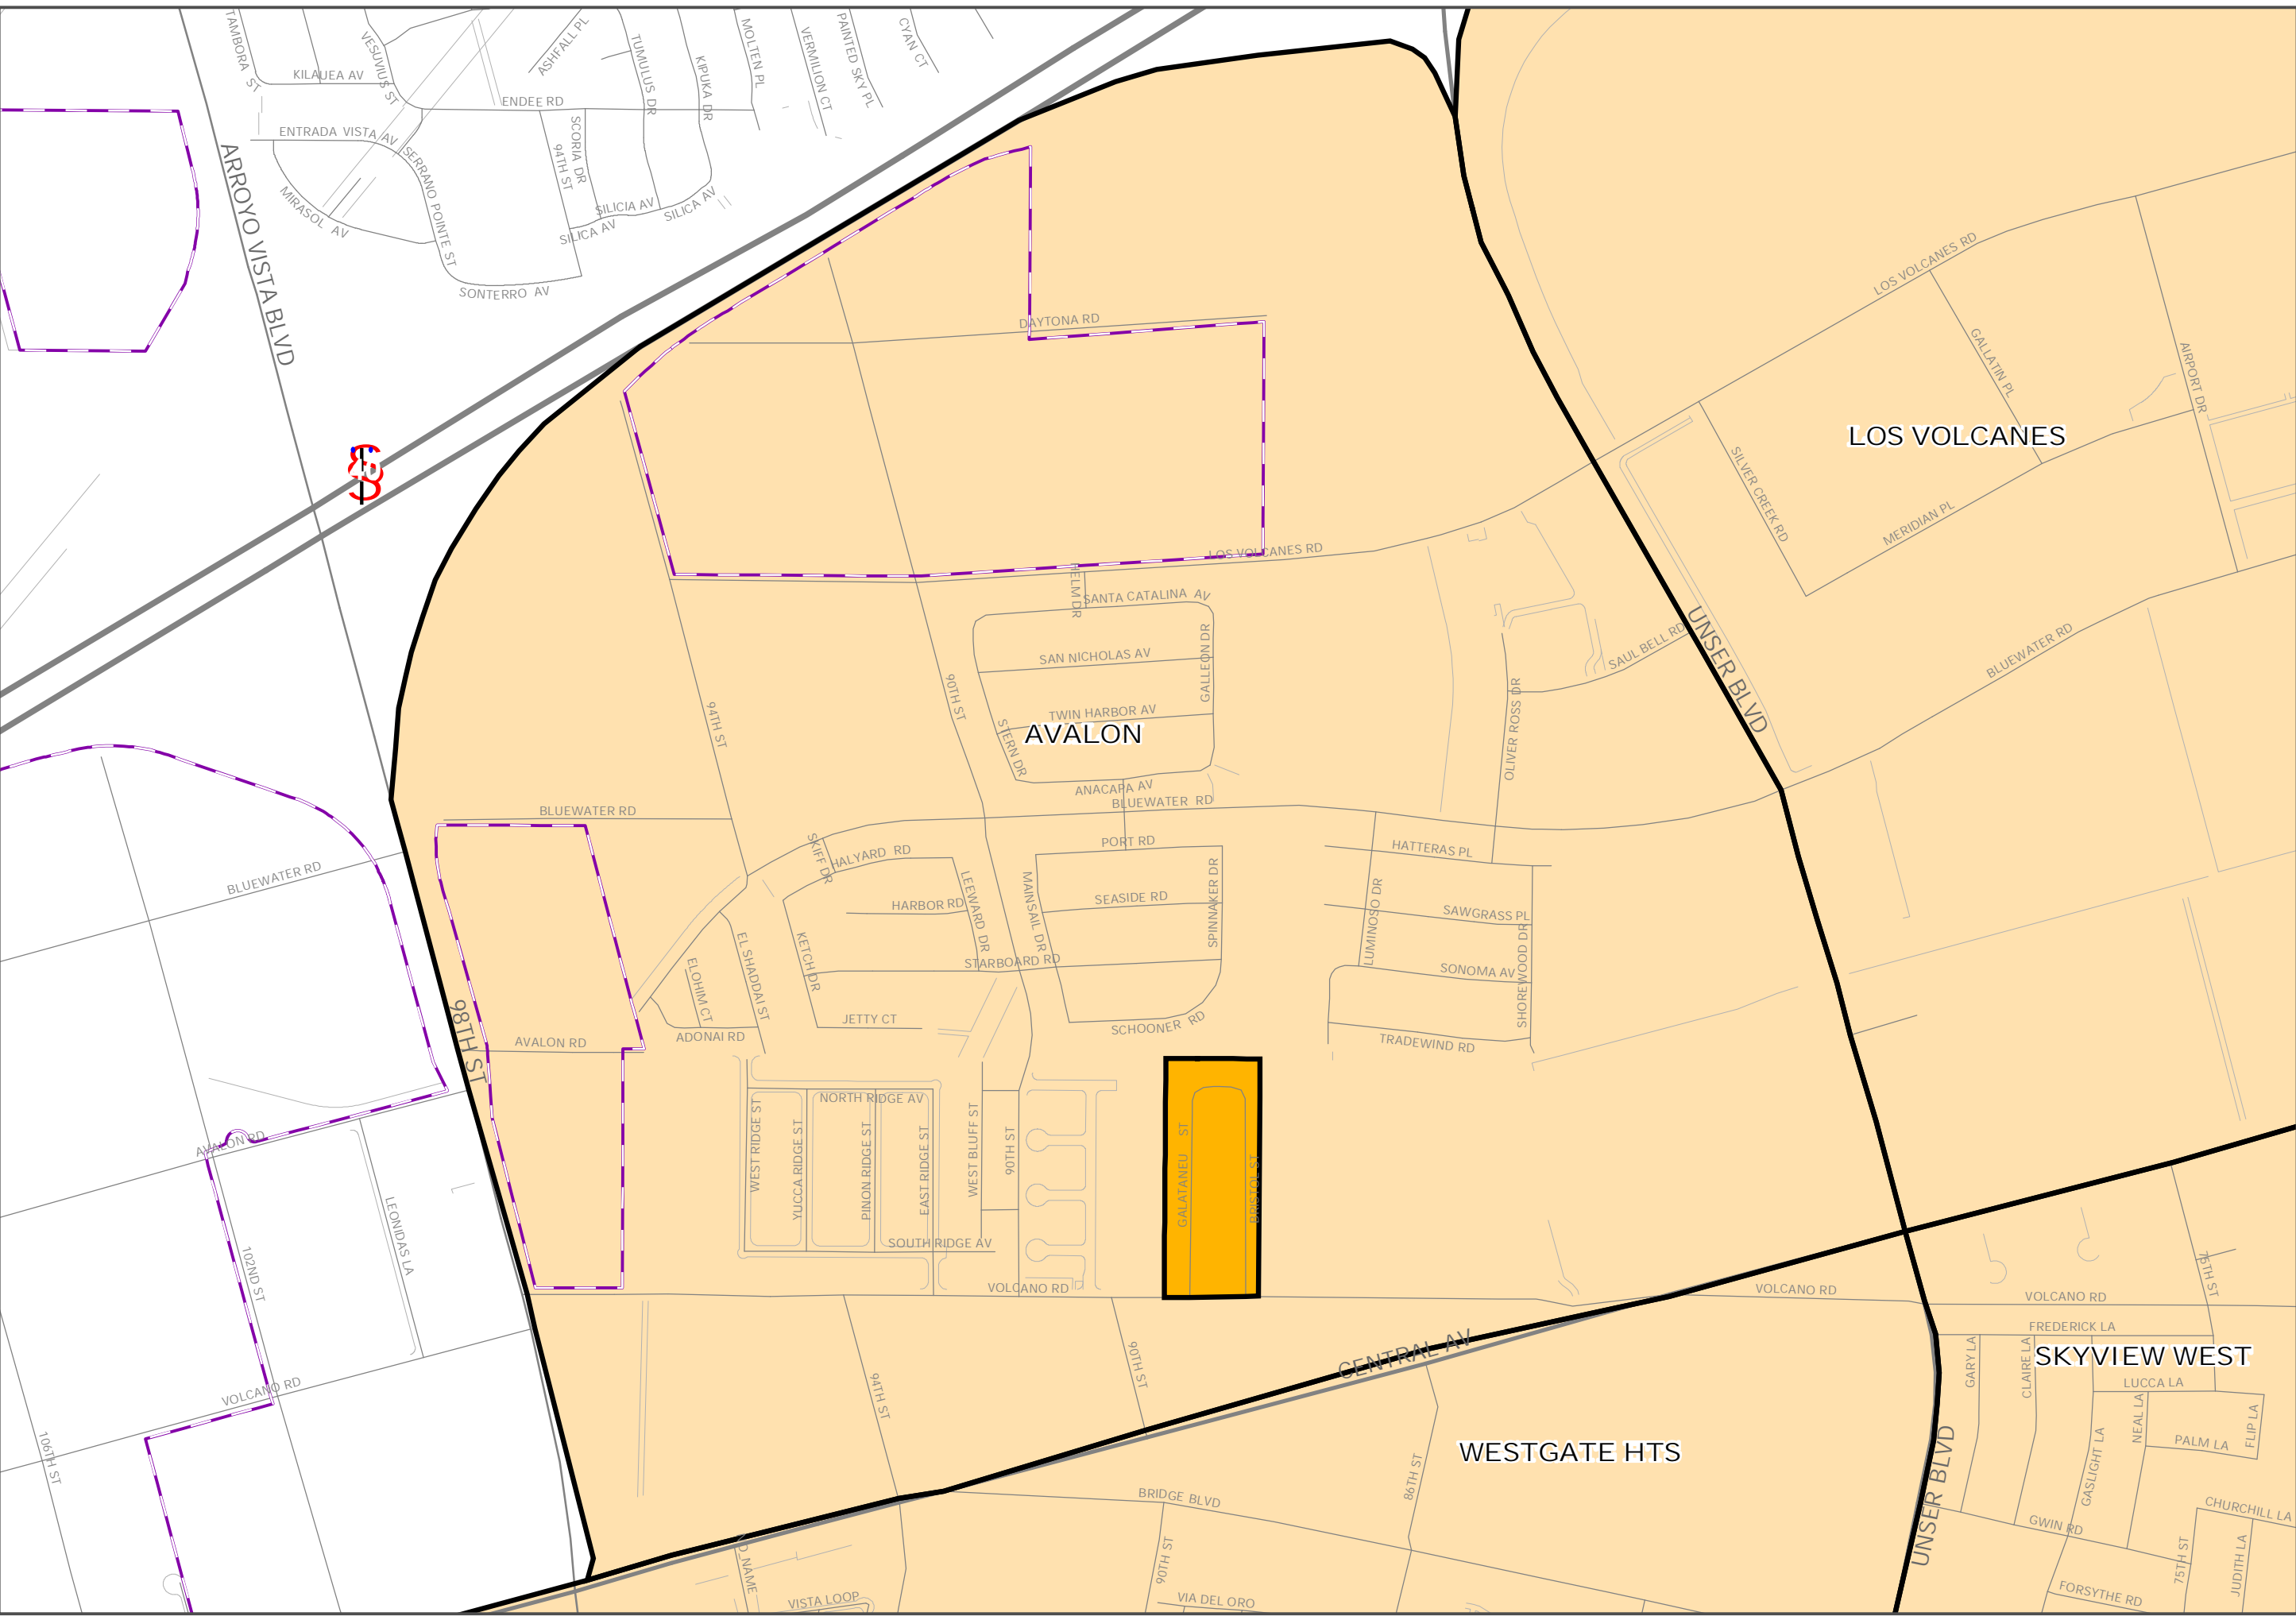 TAMBORA ST
VESUVIUS ST
KILAUEA AV
ASHFALL PL
TUMULUS DR
KIPUKA DR
MOLTEN PL
VERMILION CT
PAINTED SKY PL
CYAN CT
ENDEE RD
ENTRADA VISTA AV
SCORIA DR
94TH ST
SERRANO POINTE ST
MIRASOL AV
SILICIA AV
SILICA AV
SILICA AV
SONTERRO AV
ARROYO VISTA BLVD
DAYTONA RD
LOS VOLCANES RD
GALLATIN PL
AIRPORT DR
LOS VOLCANES
SILVER CREEK RD
MERIDIAN PL
LOS VOLCANES RD
HELM DR
SANTA CATALINA AV
SAN NICHOLAS AV
GALLEON DR
TWIN HARBOR AV
STERN DR
AVALON
ANACAPA AV
90TH ST
94TH ST
OLIVER ROSS DR
SAUL BELL RD
UNSER BLVD
BLUEWATER RD
BLUEWATER RD
BLUEWATER RD
BLUEWATER RD
SKIFF DR
HALYARD RD
PORT RD
HATTERAS PL
HARBOR RD
LEEWARD DR
MAINSAIL DR
SEASIDE RD
SPINNAKER DR
LUMINOSO DR
SAWGRASS PL
KETCH DR
STARBOARD RD
SONOMA AV
SHOREWOOD DR
EL SHADDAI ST
ELOHIM CT
ADONAI RD
JETTY CT
SCHOONER RD
TRADEWIND RD
98TH ST
AVALON RD
AVALON RD
NORTH RIDGE AV
WEST RIDGE ST
YUCCA RIDGE ST
PINON RIDGE ST
EAST RIDGE ST
WEST BLUFF ST
90TH ST
GALATANEU ST
BRISTOL ST
SOUTH RIDGE AV
LEONIDAS LA
102ND ST
VOLCANO RD
VOLCANO RD
VOLCANO RD
VOLCANO RD
75TH ST
FREDERICK LA
SKYVIEW WEST
GARY LA
CLAIRE LA
LUCCA LA
NEAL LA
FLIP LA
PALM LA
GASLIGHT LA
94TH ST
90TH ST
CENTRAL AV
106TH ST
WESTGATE HTS
86TH ST
BRIDGE BLVD
UNSER BLVD
GWIN RD
CHURCHILL LA
75TH ST
JUDITH LA
FORSYTHE RD
90TH ST
VISTA LOOP
VIA DEL ORO